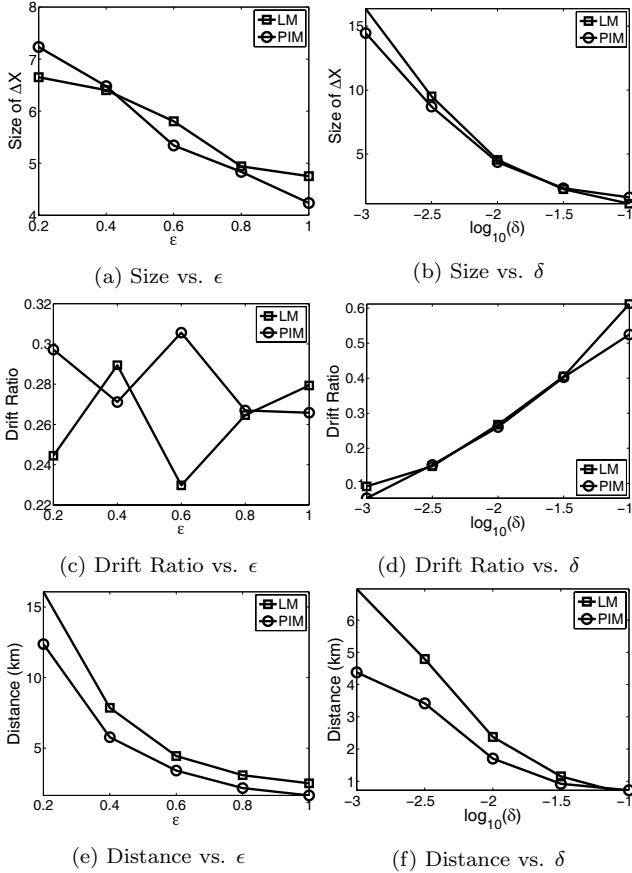 8
7
6
5
4
Size of ΔX
0.2 0.4 0.6 0.8 1
ε
LM
PIM
(a) Size vs. ϵ
15
10
5
Size of ΔX
−3 −2.5 −2 −1.5 −1
log10(δ)
LM
PIM
(b) Size vs. δ
0.32
0.3
0.28
0.26
0.24
0.22
Drift Ratio
0.2 0.4 0.6 0.8 1
ε
LM
PIM
(c) Drift Ratio vs. ϵ
0.6
0.5
0.4
0.3
0.2
0.1
Drift Ratio
−3 −2.5 −2 −1.5 −1
log10(δ)
LM
PIM
(d) Drift Ratio vs. δ
15
10
5
Distance (km)
0.2 0.4 0.6 0.8 1
ε
LM
PIM
(e) Distance vs. ϵ
6
5
4
3
2
1
Distance (km)
−3 −2.5 −2 −1.5 −1
log10(δ)
LM
PIM
(f) Distance vs. δ